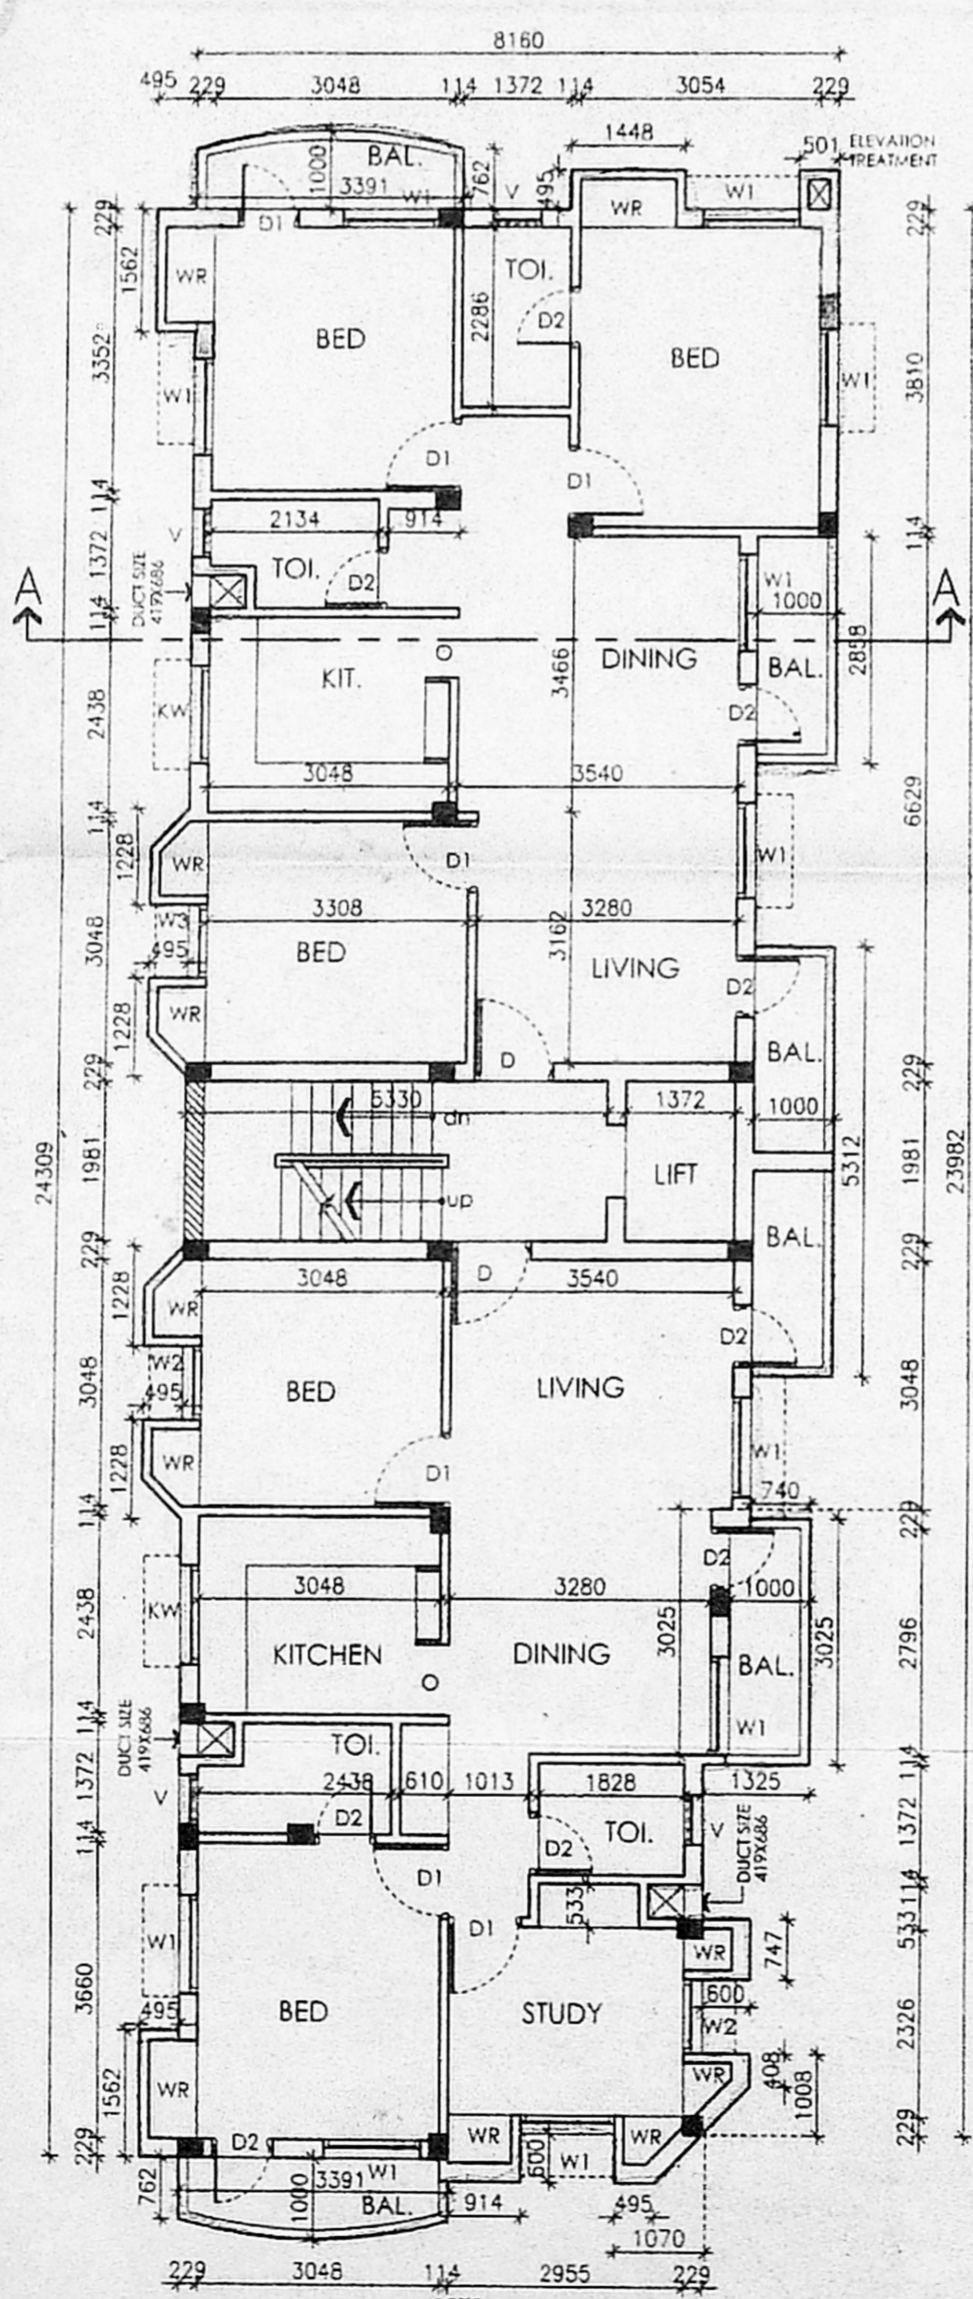 8160
495 229 3048 114 1372 114 3054 229
1448
501 ELEVATION
TREATMENT
BAL.
1000
3391
W1
762
V
495
WR
W1
229
D1
229
1562
WR
TOI.
BED
2286
D2
BED
3352
W1
W1
3810
D1
D1
114
2134
914
114
V
1372
TOI.
D2
W1
DUCT SIZE
419X686
1000
A
A
114
O
DINING
2858
KIT.
3466
BAL.
KW
2438
D2
3048
3540
114
6629
1228
WR
D1
W1
W3
3308
3280
3048
495
BED
3162
LIVING
D2
WR
1228
D
BAL.
229
229
5330
dn
1372
1000
24309
1981
LIFT
5312
1981
23982
up
BAL.
229
229
3048
D
3540
1228
WR
D2
W2
3048
495
BED
LIVING
3048
1228
WR
D1
W1
740
114
229
D2
3048
3280
1000
KW
2438
3025
3025
2796
KITCHEN
DINING
BAL.
O
114
W1
DUCT SIZE
419X686
TOI.
114
1372
2438
610
1013
1828
1325
V
D2
TOI.
V
1372
DUCT SIZE
419X686
114
D2
D1
533
114
D1
533
W1
WR
747
3660
600
495
BED
STUDY
W2
2326
408
1562
WR
WR
1008
WR
WR
229
D2
600
W1
229
762
3391
W1
1000
BAL.
914
495
1070
229 3048 114 2955 229